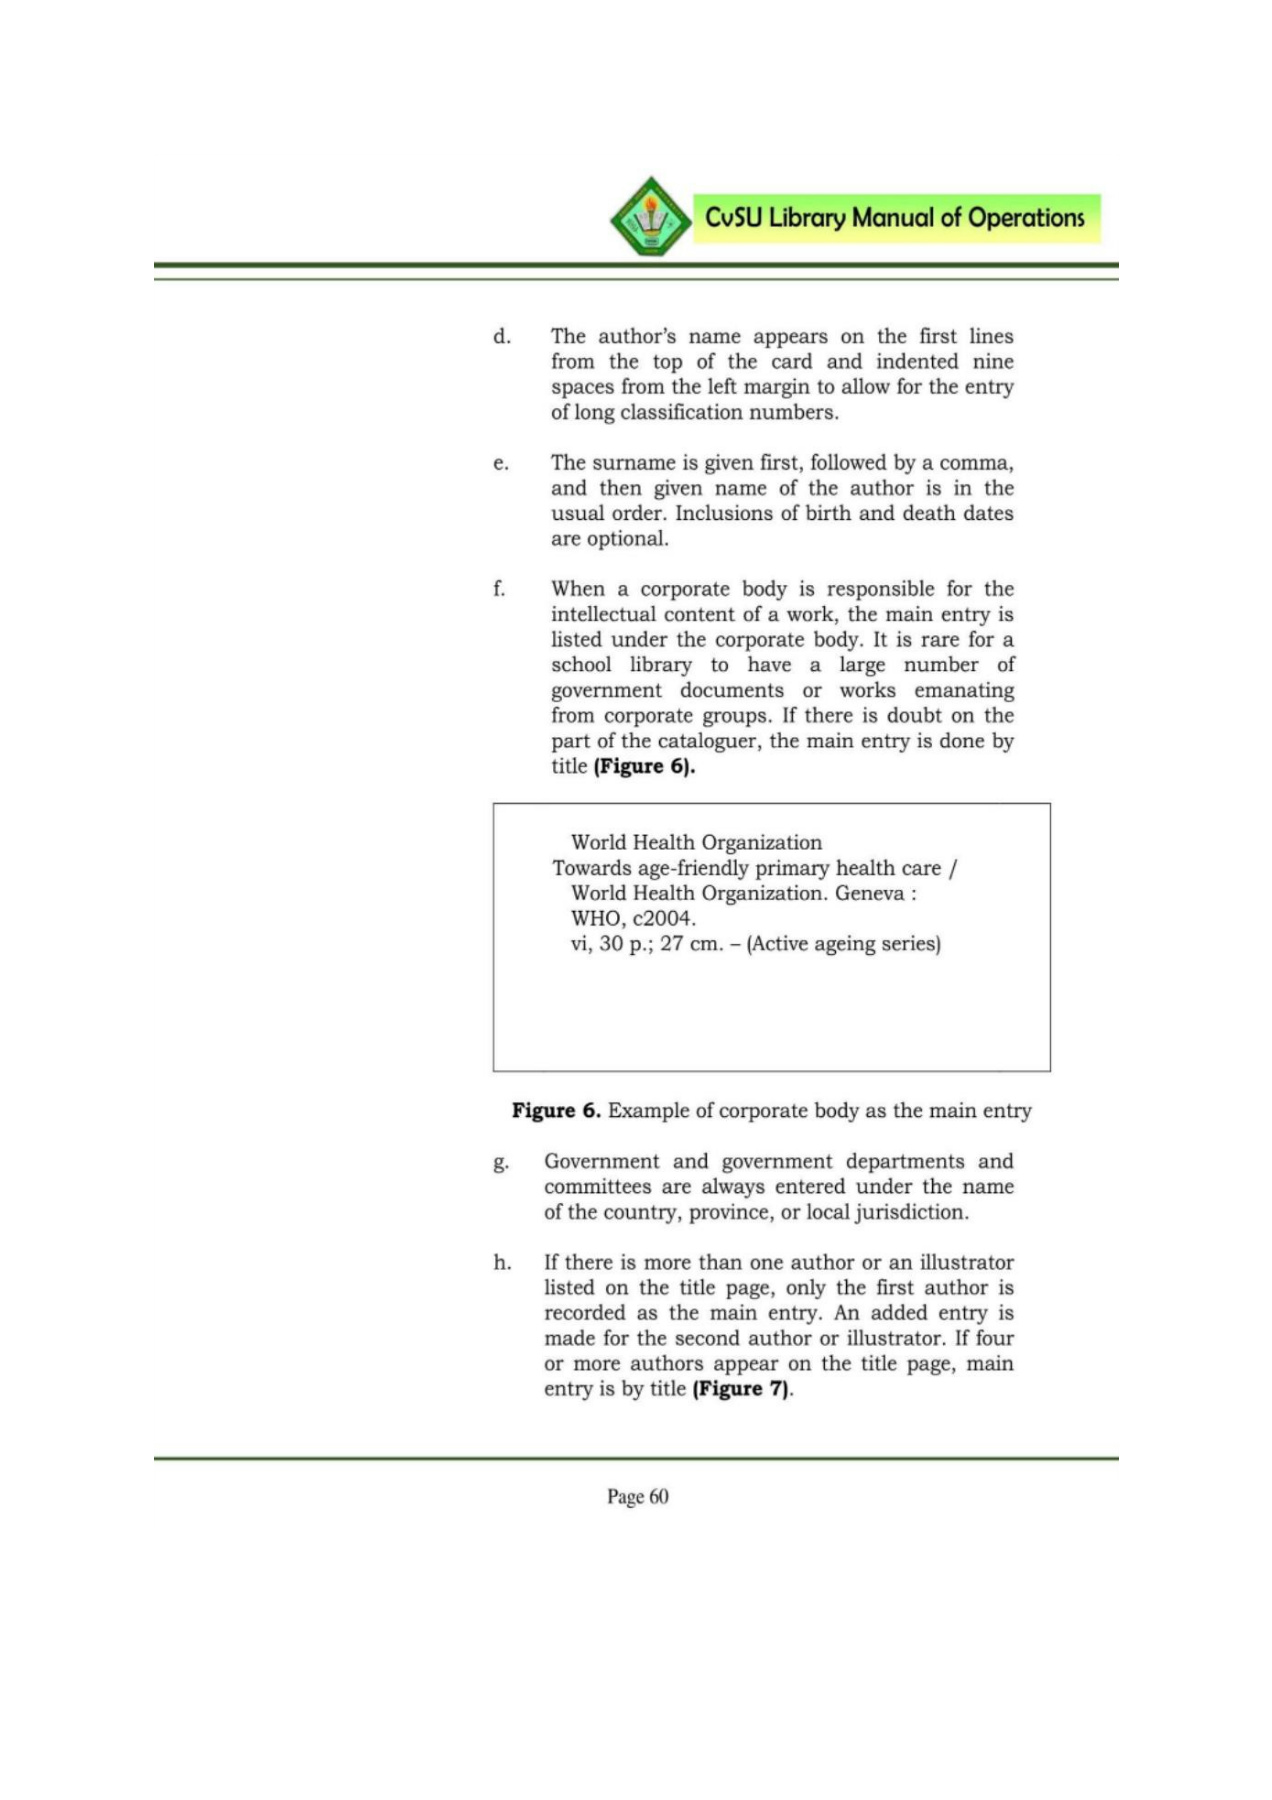 CvSU Library Manual of Operations
d. The author's name appears on the first lines
from the top of the card and indented nine
spaces from the left margin to allow for the entry
of long classification numbers.
e. The surname is given first, followed by a comma,
and then given name of the author is in the
usual order. Inclusions of birth and death dates
are optional.
f. When a corporate body is responsible for the
intellectual content of a work, the main entry is
listed under the corporate body. It is rare for a
school library to have a large number of
government documents or works emanating
from corporate groups. If there is doubt on the
part of the cataloguer, the main entry is done by
title (Figure 6).
World Health Organization
Towards age-friendly primary health care /
World Health Organization. Geneva :
WHO, c2004.
vi, 30 p.; 27 cm. – (Active ageing series)
Figure 6. Example of corporate body as the main entry
g. Government and government departments and
committees are always entered under the name
of the country, province, or local jurisdiction.
h. If there is more than one author or an illustrator
listed on the title page, only the first author is
recorded as the main entry. An added entry is
made for the second author or illustrator. If four
or more authors appear on the title page, main
entry is by title (Figure 7).
Page 60